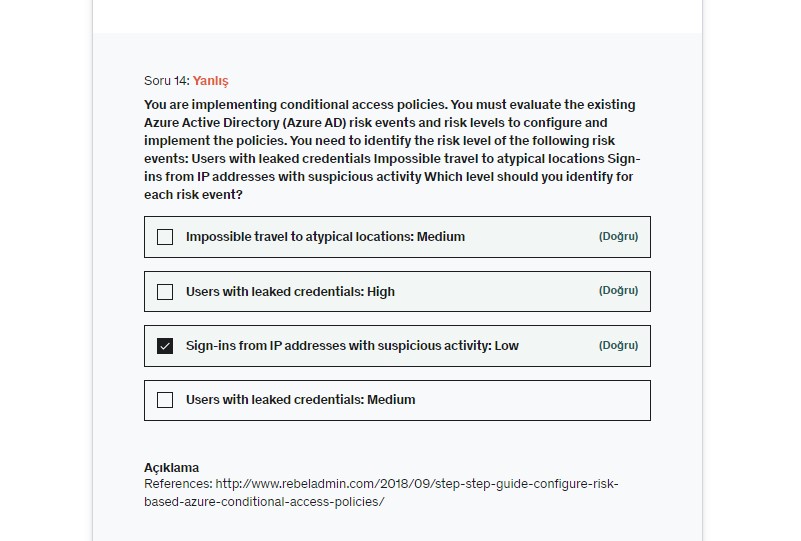 Soru 14: Yanlış
You are implementing conditional access policies. You must evaluate the existing
Azure Active Directory (Azure AD) risk events and risk levels to configure and
implement the policies. You need to identify the risk level of the following risk
events: Users with leaked credentials Impossible travel to atypical locations Sign-
ins from IP addresses with suspicious activity Which level should you identify for
each risk event?
Impossible travel to atypical locations: Medium (Doğru)
Users with leaked credentials: High (Doğru)
Sign-ins from IP addresses with suspicious activity: Low (Doğru)
Users with leaked credentials: Medium
Açıklama
References: http://www.rebeladmin.com/2018/09/step-step-guide-configure-risk-
based-azure-conditional-access-policies/